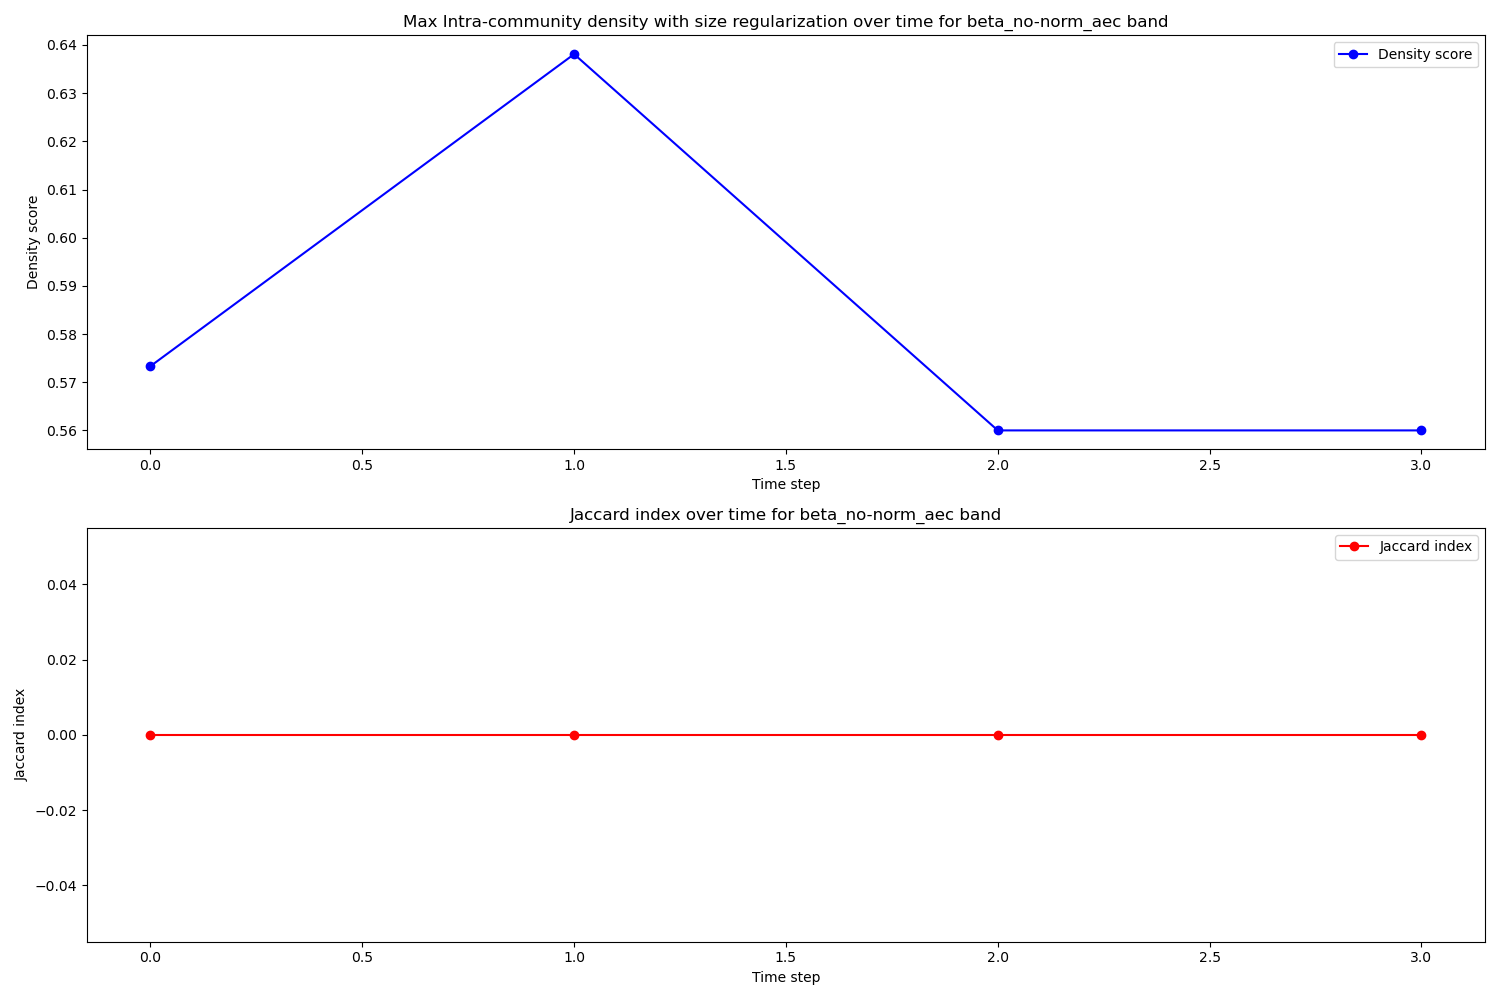 Max Intra-community density with size regularization over time for beta_no-norm_aec band
Density score
0.64
0.63
0.62
0.61
0.60
0.59
0.58
0.57
0.56
Density score
0.0 0.5 1.0 1.5 2.0 2.5 3.0
Time step
Jaccard index over time for beta_no-norm_aec band
Jaccard index
0.04
0.02
0.00
−0.02
−0.04
Jaccard index
0.0 0.5 1.0 1.5 2.0 2.5 3.0
Time step